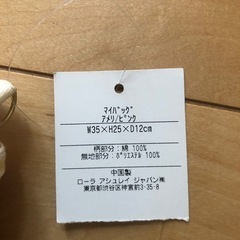 ﾏｲﾊﾞｯｸﾞ
ｱﾒﾘ/ﾋﾟﾝｸ
W35×H25×D12cm
柄部分：綿 100%
無地部分：ﾎﾟﾘｴｽﾃﾙ 100%
中国製
ローラ アシュレイ ジャパン㈱
東京都渋谷区神宮前3-35-8